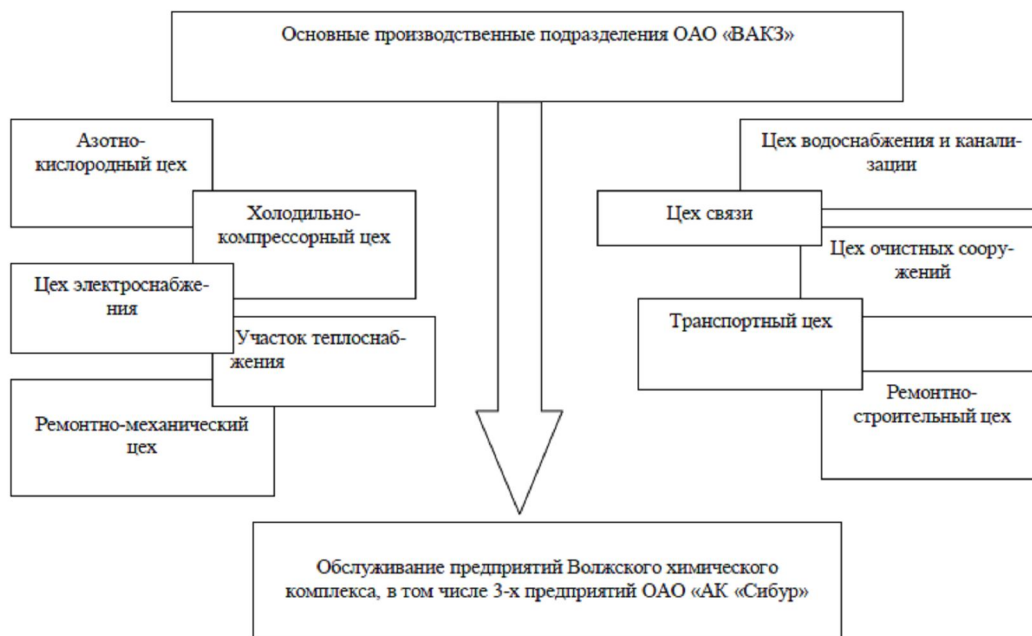 Основные производственные подразделения ОАО «ВАКЗ»
Азотно-
кислородный цех
Холодильно-
компрессорный цех
Цех электроснабже-
ния
Участок теплоснаб-
жения
Ремонтно-механический
цех
Цех водоснабжения и канали-
зации
Цех связи
Цех очистных соору-
жений
Транспортный цех
Ремонтно-
строительный цех
Обслуживание предприятий Волжского химического
комплекса, в том числе 3-х предприятий ОАО «АК «Сибур»